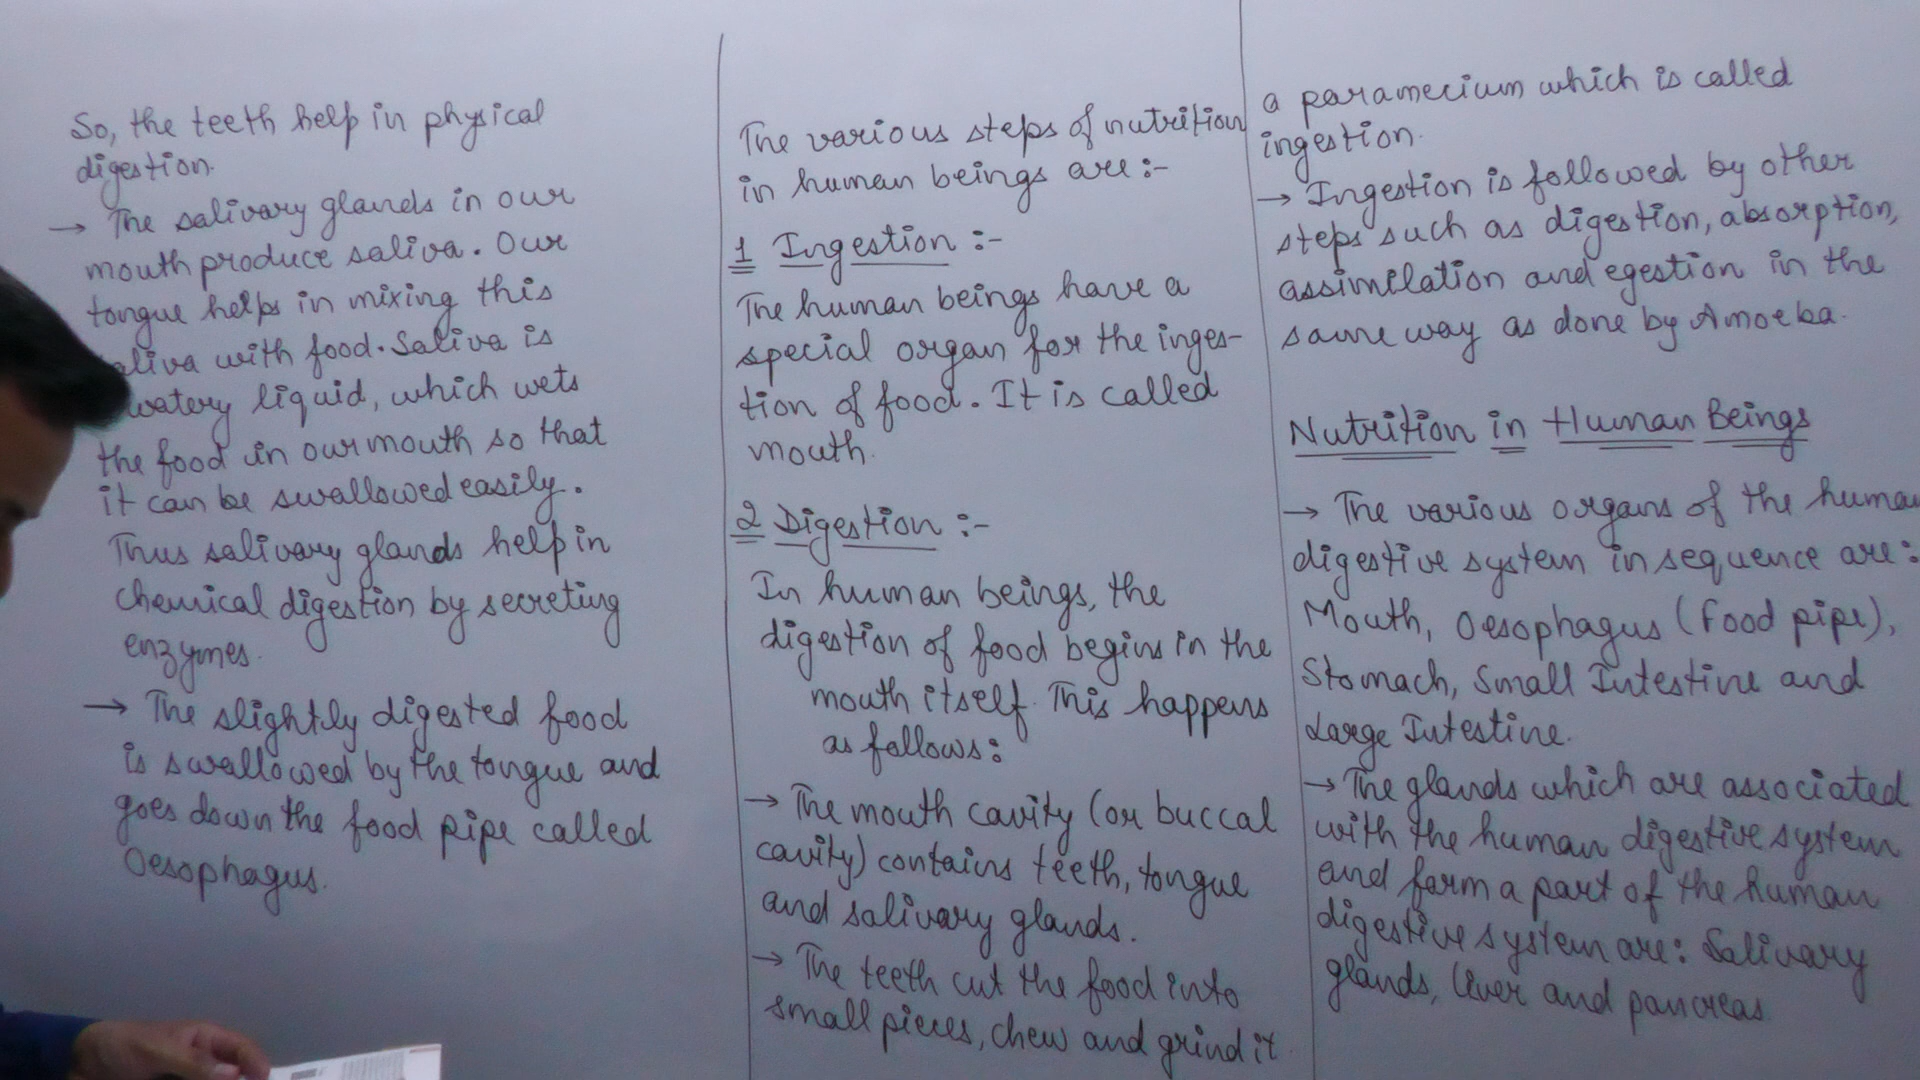 So, the teeth help in physical
digestion.
→ The salivary glands in our
mouth produce saliva. Our
tongue helps in mixing this
with food. Saliva is
watery liquid, which wets
the food in our mouth so that
it can be swallowed easily.
Thus salivary glands help in
chemical digestion by secreting
enzymes.
→ The slightly digested food
is swallowed by the tongue and
goes down the food pipe called
Oesophagus.
The various steps of nutrition
in human beings are :-
1 Ingestion :-
The human beings have a
special organ for the inges-
tion of food. It is called
mouth.
2 Digestion :-
In human beings, the
digestion of food begins in the
mouth itself. This happens
as follows:
→ The mouth cavity (or buccal
cavity) contains teeth, tongue
and salivary glands.
→ The teeth cut the food into
small pieces, chew and grind it.
a paramecium which is called
ingestion.
→ Ingestion is followed by other
steps such as digestion, absorption,
assimilation and egestion in the
same way as done by Amoeba.
Nutrition in Human Beings
→ The various organs of the human
digestive system in sequence are:
Mouth, Oesophagus (Food pipe),
Stomach, Small Intestine and
Large Intestine.
→ The glands which are associated
with the human digestive system
and form a part of the human
digestive system are: Salivary
glands, liver and pancreas.